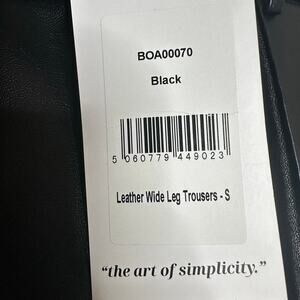 BOA00070
Black
5 060779 449023
Leather Wide Leg Trousers - S
“the art of simplicity.”